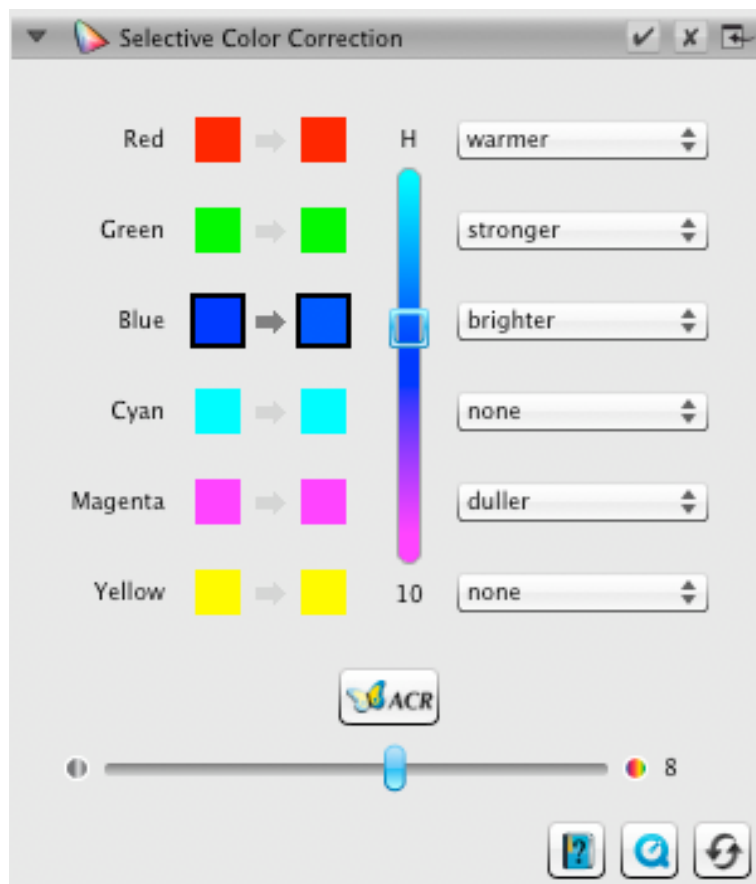 Selective Color Correction
Red H warmer
Green stronger
Blue brighter
Cyan none
Magenta duller
Yellow 10 none
ACR
8